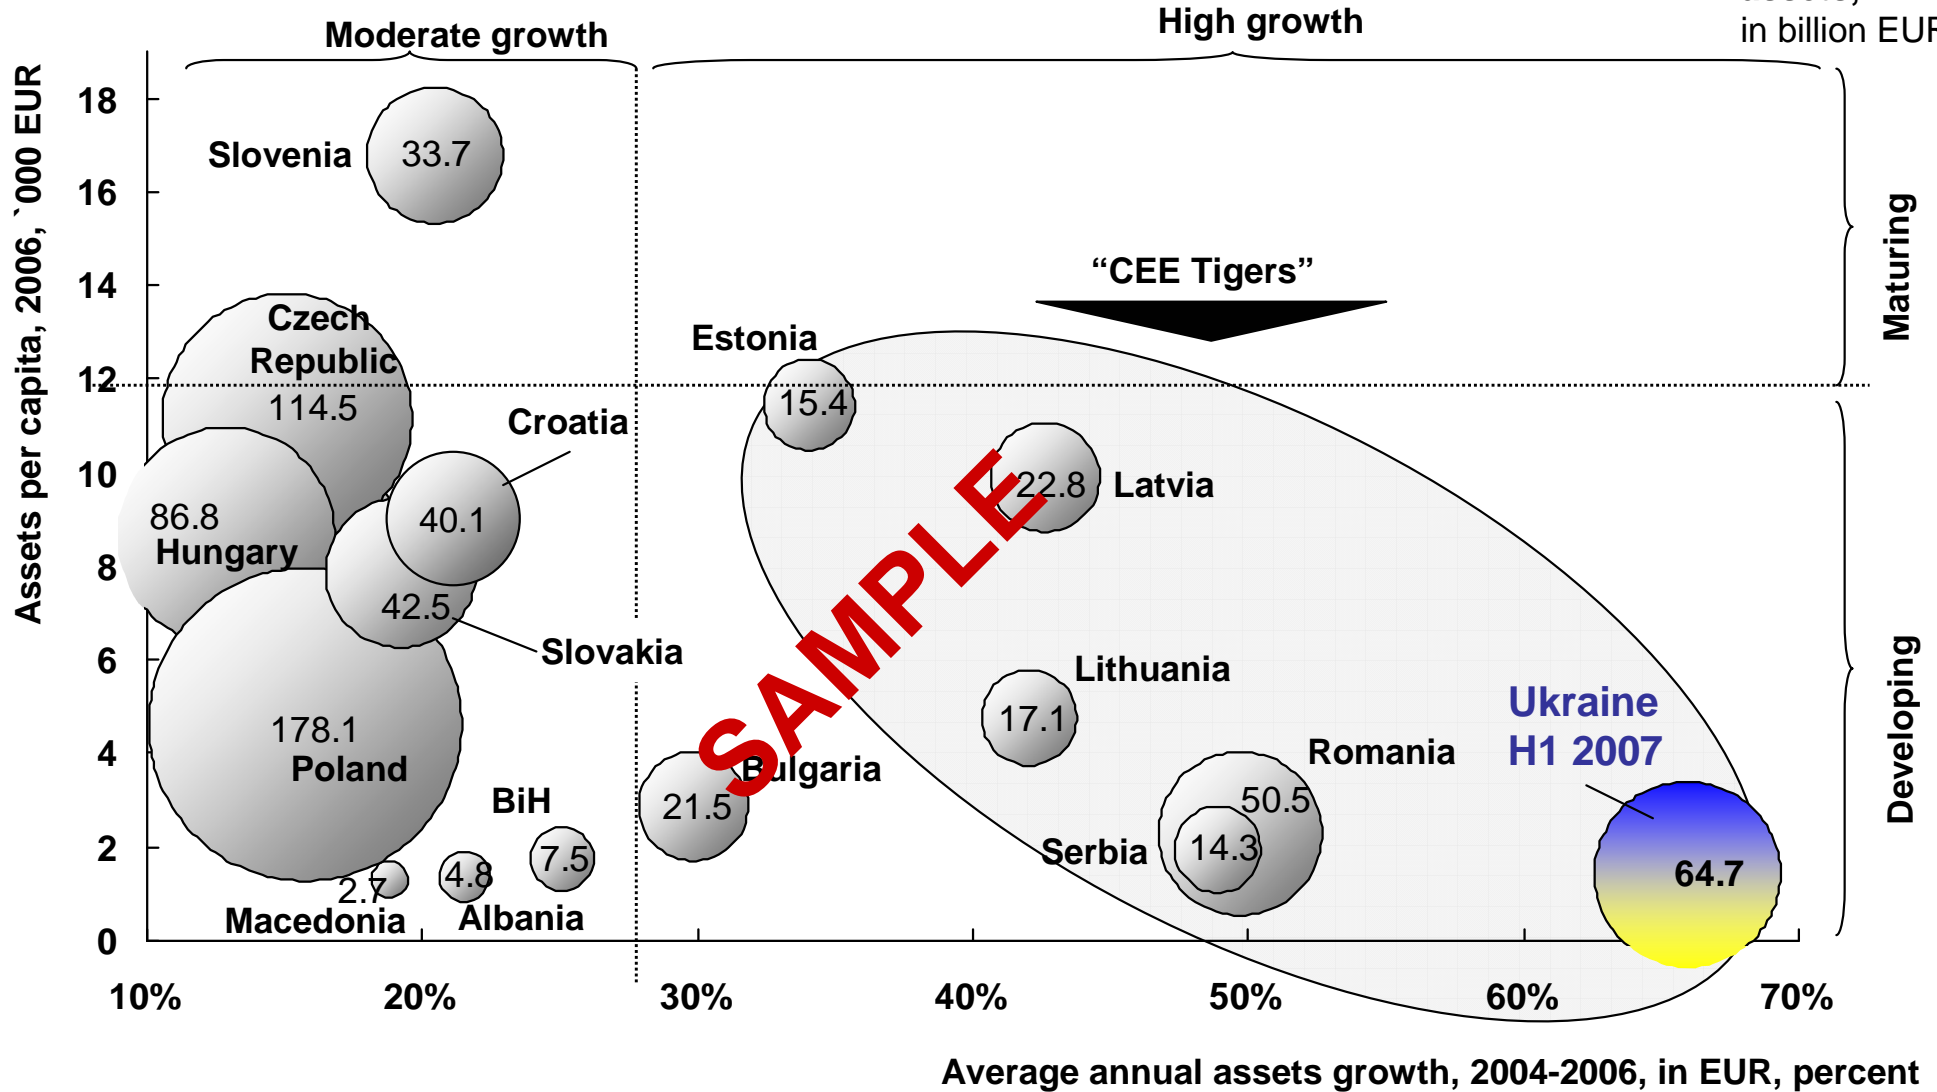 Moderate growth
High growth
in billion EUR
Assets per capita, 2006, `000 EUR
18
16
14
12
10
8
6
4
2
0
Slovenia
33.7
Czech
Republic
114.5
Croatia
40.1
86.8
Hungary
42.5
Slovakia
178.1
Poland
BiH
7.5
4.8
Albania
2.7
Macedonia
“CEE Tigers”
Estonia
15.4
22.8
Latvia
SAMPLE
Lithuania
17.1
Bulgaria
21.5
Romania
50.5
Serbia
14.3
Ukraine
H1 2007
64.7
Maturing
Developing
10%
20%
30%
40%
50%
60%
70%
Average annual assets growth, 2004-2006, in EUR, percent